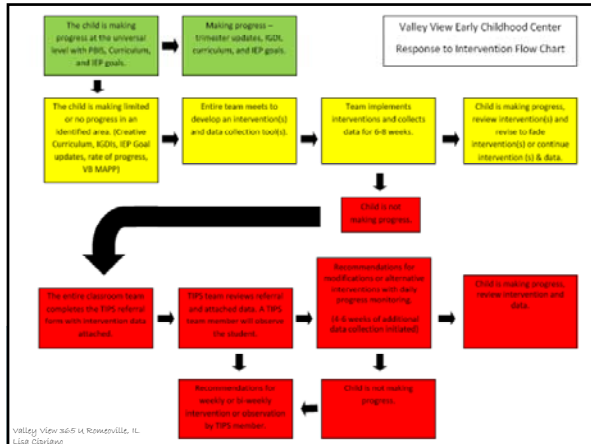 The child is making
progress at the universal
level with PBIS, Curriculum,
and IEP goals.
Making progress –
trimester updates, IGDI,
curriculum, and IEP goals.
Valley View Early Childhood Center
Response to Intervention Flow Chart
The child is making limited
or no progress in an
identified area. (Creative
Curriculum, IGDIs, IEP Goal
updates, rate of progress,
VB MAPP)
Entire team meets to
develop an intervention(s)
and data collection tool(s).
Team implements
interventions and collects
data for 6-8 weeks.
Child is making progress,
review intervention(s) and
revise to fade
intervention(s) or continue
intervention (s) & data.
Child is not
making progress.
The entire classroom team
completes the TIPS referral
form with intervention data
attached.
TIPS team reviews referral
and attached data. A TIPS
team member will observe
the student.
Recommendations for
modifications or alternative
interventions with daily
progress monitoring.
(4-6 weeks of additional
data collection initiated)
Child is making progress,
review intervention and
data.
Recommendations for
weekly or bi-weekly
intervention or observation
by TIPS member.
Child is not making
progress.
Valley View 365 U Romeoville, IL
Lisa Cipriano